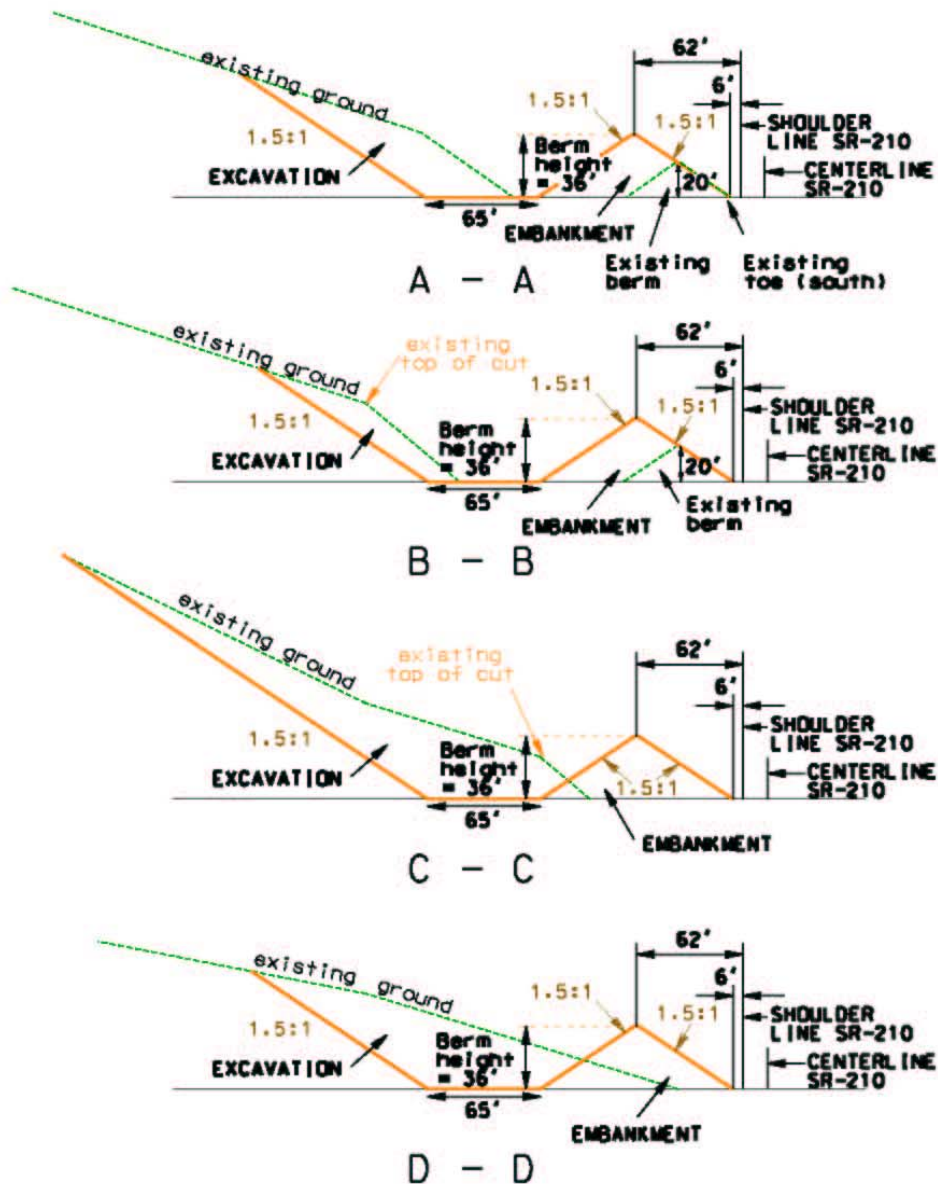 62'
existing ground
6'
1.5:1
1.5:1
SHOULDER
LINE SR-210
1.5:1
Berm
height
= 36'
EXCAVATION
CENTERLINE
SR-210
20'
65'
EMBANKMENT
Existing
berm
Existing
toe (south)
A - A
62'
existing ground
existing
top of cut
6'
1.5:1
1.5:1
SHOULDER
LINE SR-210
1.5:1
Berm
height
= 36'
EXCAVATION
CENTERLINE
SR-210
20'
65'
EMBANKMENT
Existing
berm
B - B
existing ground
existing
top of cut
62'
6'
SHOULDER
LINE SR-210
1.5:1
Berm
height
= 36'
EXCAVATION
1.5:1
CENTERLINE
SR-210
65'
EMBANKMENT
C - C
62'
existing ground
6'
1.5:1
1.5:1
SHOULDER
LINE SR-210
1.5:1
Berm
height
= 36'
EXCAVATION
CENTERLINE
SR-210
65'
EMBANKMENT
D - D